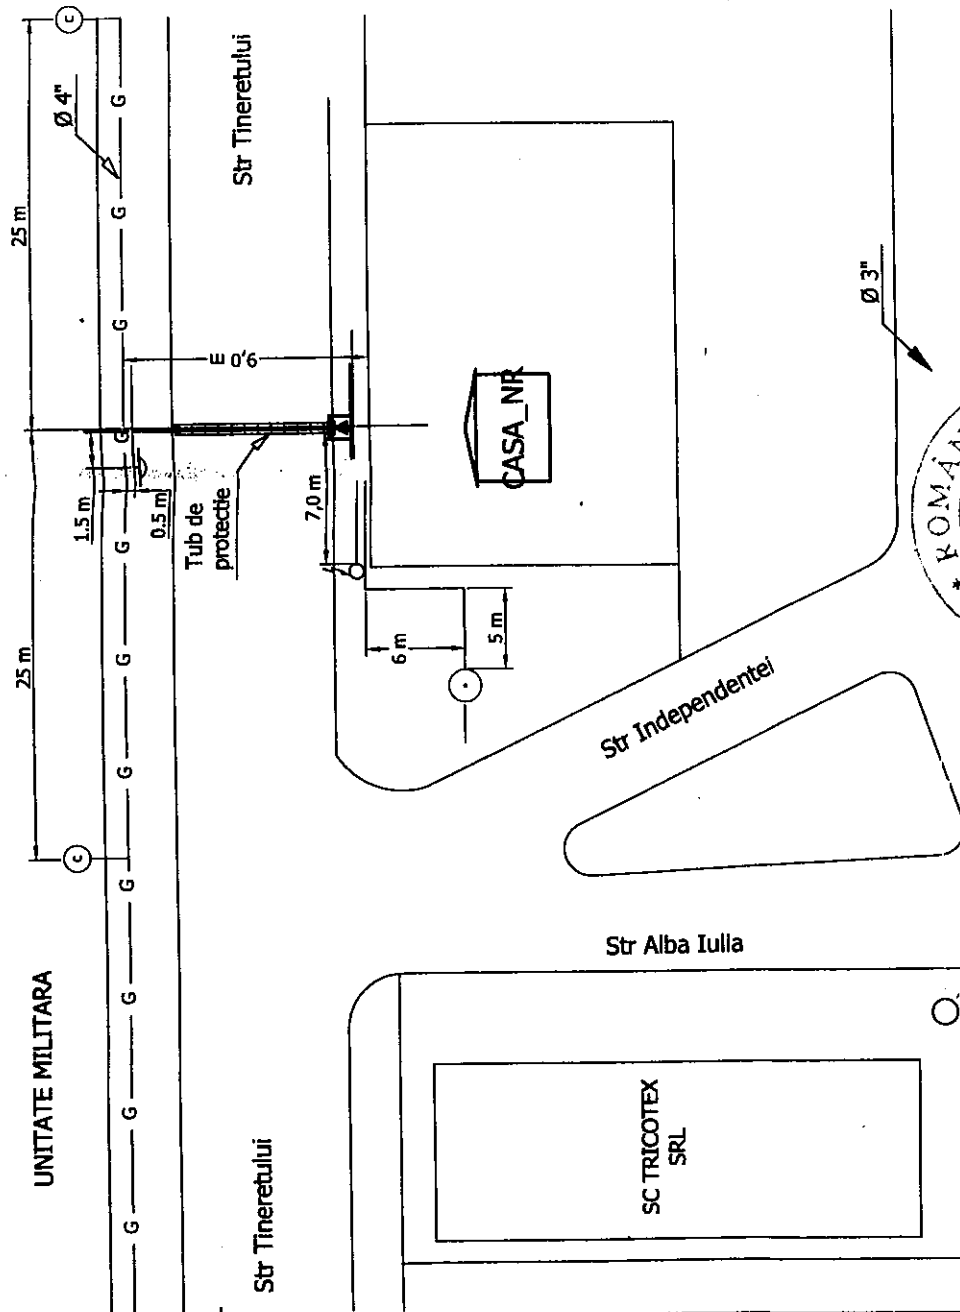 UNITATE MILITARA
25 m
25 m
c
c
Ø 4"
G G G G G G G G G G G G
1.5 m
0.5 m
9,0 m
Tub de
protectie
7,0 m
Str Tineretului
Str Tineretului
CASA_NR
6 m
5 m
Str Independentei
Str Alba Iulia
Ø 3"
SC TRICOTEX
SRL